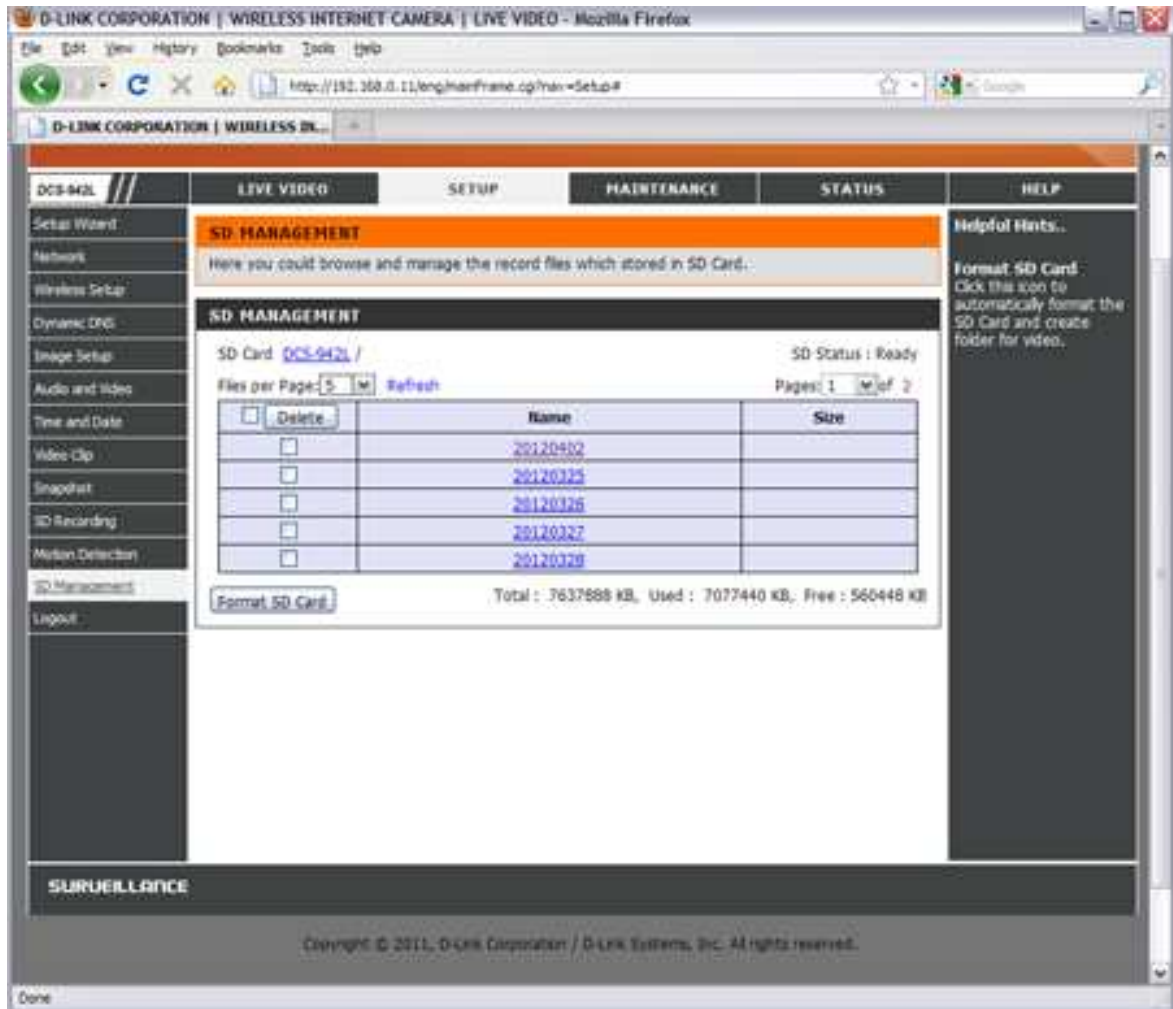 D-LINK CORPORATION | WIRELESS INTERNET CAMERA | LIVE VIDEO - Mozilla Firefox
File Edit View History Bookmarks Tools Help
http://192.168.0.11/eng/mainFrame.cgi?nav=Setup#
Google
D-LINK CORPORATION | WIRELESS IN...
DCS-942L
LIVE VIDEO SETUP MAINTENANCE STATUS HELP
Setup Wizard
Network
Wireless Setup
Dynamic DNS
Image Setup
Audio and Video
Time and Date
Video Clip
Snapshot
SD Recording
Motion Detection
SD Management
Logout
SD MANAGEMENT
Here you could browse and manage the record files which stored in SD Card.
SD MANAGEMENT
SD Card DCS-942L /
SD Status : Ready
Files per Page: 5 Refresh
Pages: 1 of 2
Delete Name Size
20120402
20120325
20120326
20120327
20120328
Format SD Card
Total : 7637888 KB, Used : 7077440 KB, Free : 560448 KB
Helpful Hints..
Format SD Card
Click this icon to
automatically format the
SD Card and create
folder for video.
SURVEILLANCE
Copyright © 2011, D-Link Corporation / D-Link Systems, Inc. All rights reserved.
Done